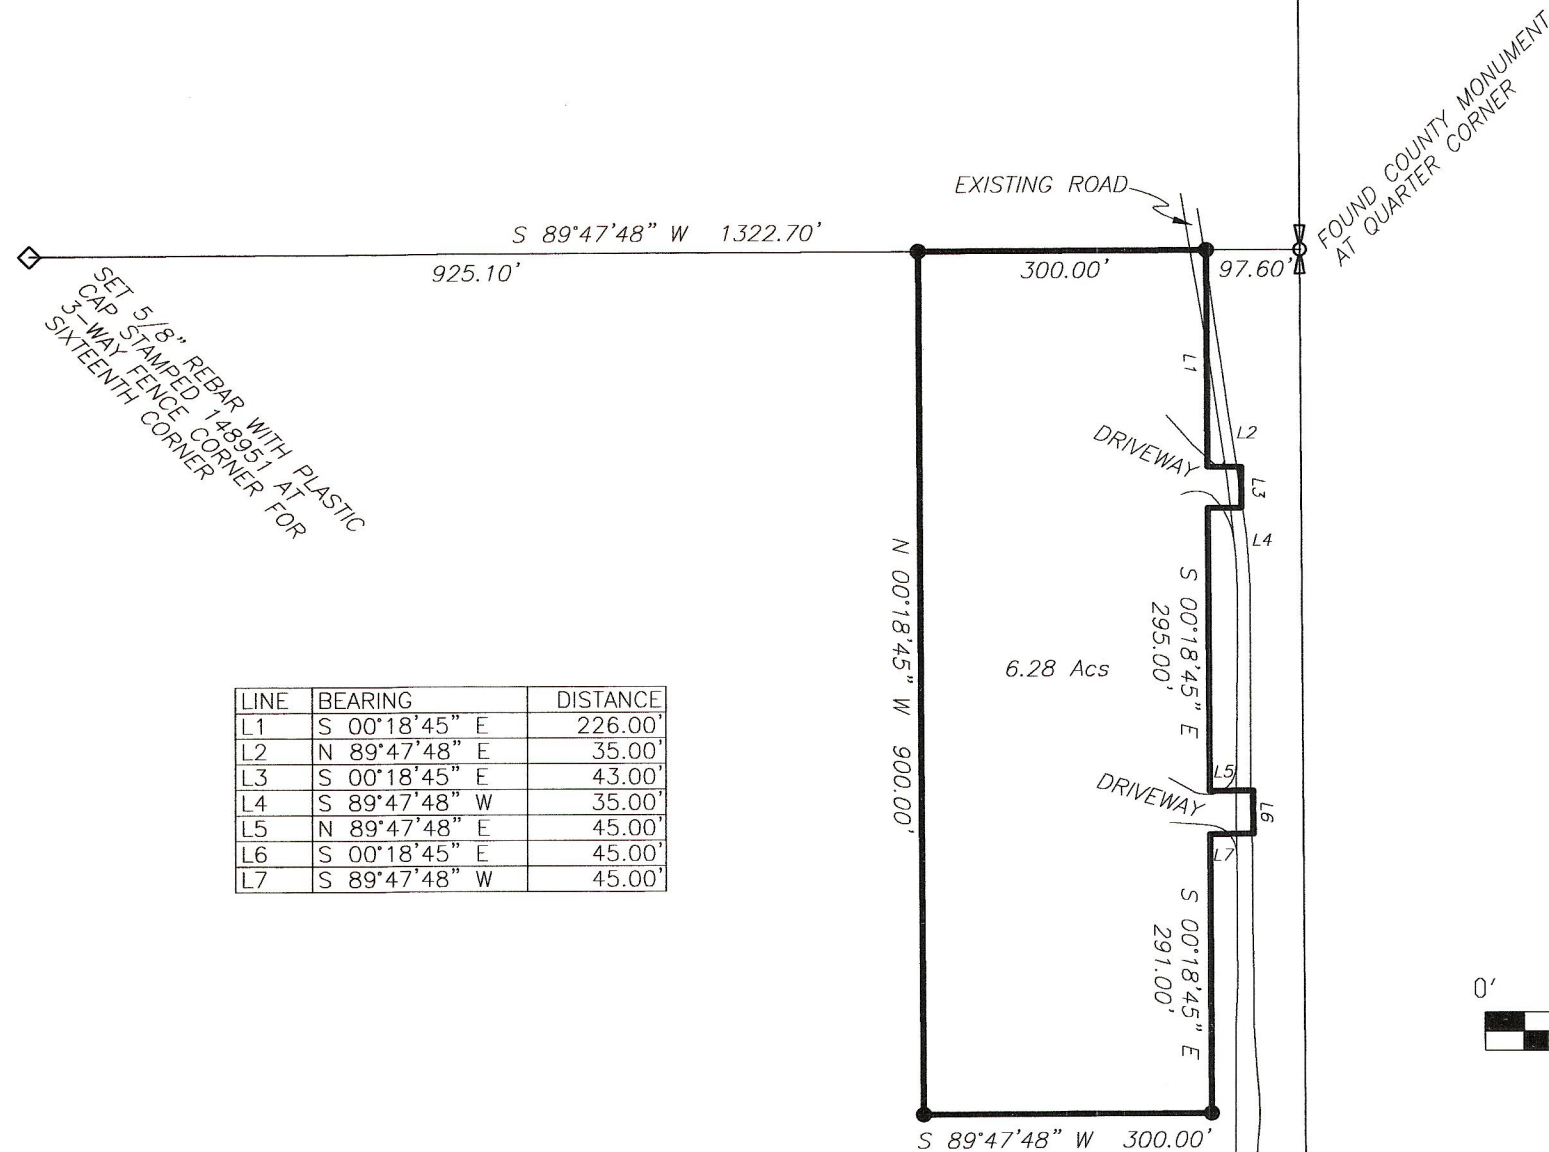 FOUND COUNTY MONUMENT
AT QUARTER CORNER
EXISTING ROAD
S 89°47'48" W 1322.70'
925.10'
300.00'
97.60'
SET 5/8" REBAR WITH PLASTIC
CAP STAMPED 148951 AT
3-WAY FENCE CORNER FOR
SIXTEENTH CORNER
L1
L2
DRIVEWAY
L3
L4
N 00°18'45" W 900.00'
S 00°18'45" E
295.00'
6.28 Acs
LINE BEARING DISTANCE
L1 S 00°18'45" E 226.00'
L2 N 89°47'48" E 35.00'
L3 S 00°18'45" E 43.00'
L4 S 89°47'48" W 35.00'
L5 N 89°47'48" E 45.00'
L6 S 00°18'45" E 45.00'
L7 S 89°47'48" W 45.00'
L5
DRIVEWAY
L6
L7
S 00°18'45" E
291.00'
0'
S 89°47'48" W 300.00'